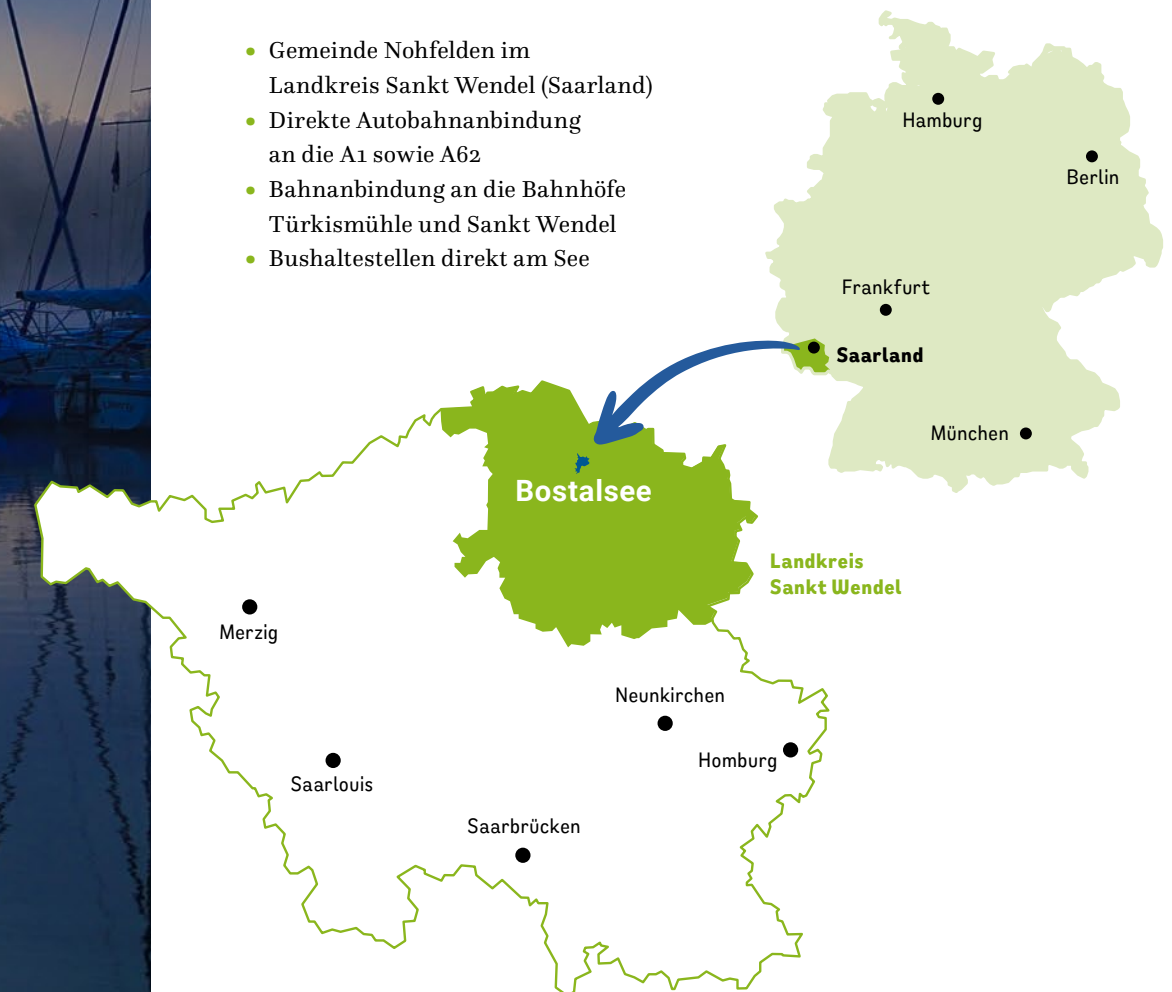 Gemeinde Nohfelden im
Landkreis Sankt Wendel (Saarland)
Direkte Autobahnanbindung
an die A1 sowie A62
Bahnanbindung an die Bahnhöfe
Türkismühle und Sankt Wendel
Bushaltestellen direkt am See
Hamburg
Berlin
Frankfurt
Saarland
München
Bostalsee
Landkreis
Sankt Wendel
Merzig
Neunkirchen
Homburg
Saarlouis
Saarbrücken
Liberty